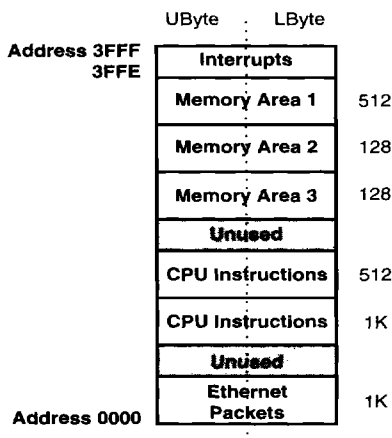 UByte LByte
Address 3FFF
3FFE
Interrupts
Memory Area 1 512
Memory Area 2 128
Memory Area 3 128
Unused
CPU Instructions 512
CPU Instructions 1K
Unused
Ethernet
Packets 1K
Address 0000